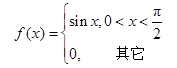 f(x) = { sin x, 0 < x < π/2
0, 其它